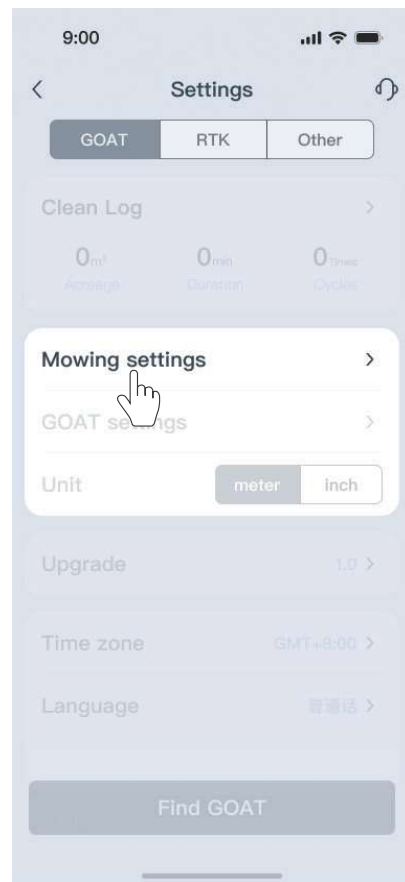 9:00
Settings
GOAT RTK Other
Clean Log
0m² 0min 0Times
Acreage Duration Cycles
Mowing settings
GOAT settings
Unit meter inch
Upgrade 1.0
Time zone GMT+8:00
Language 普通话
Find GOAT